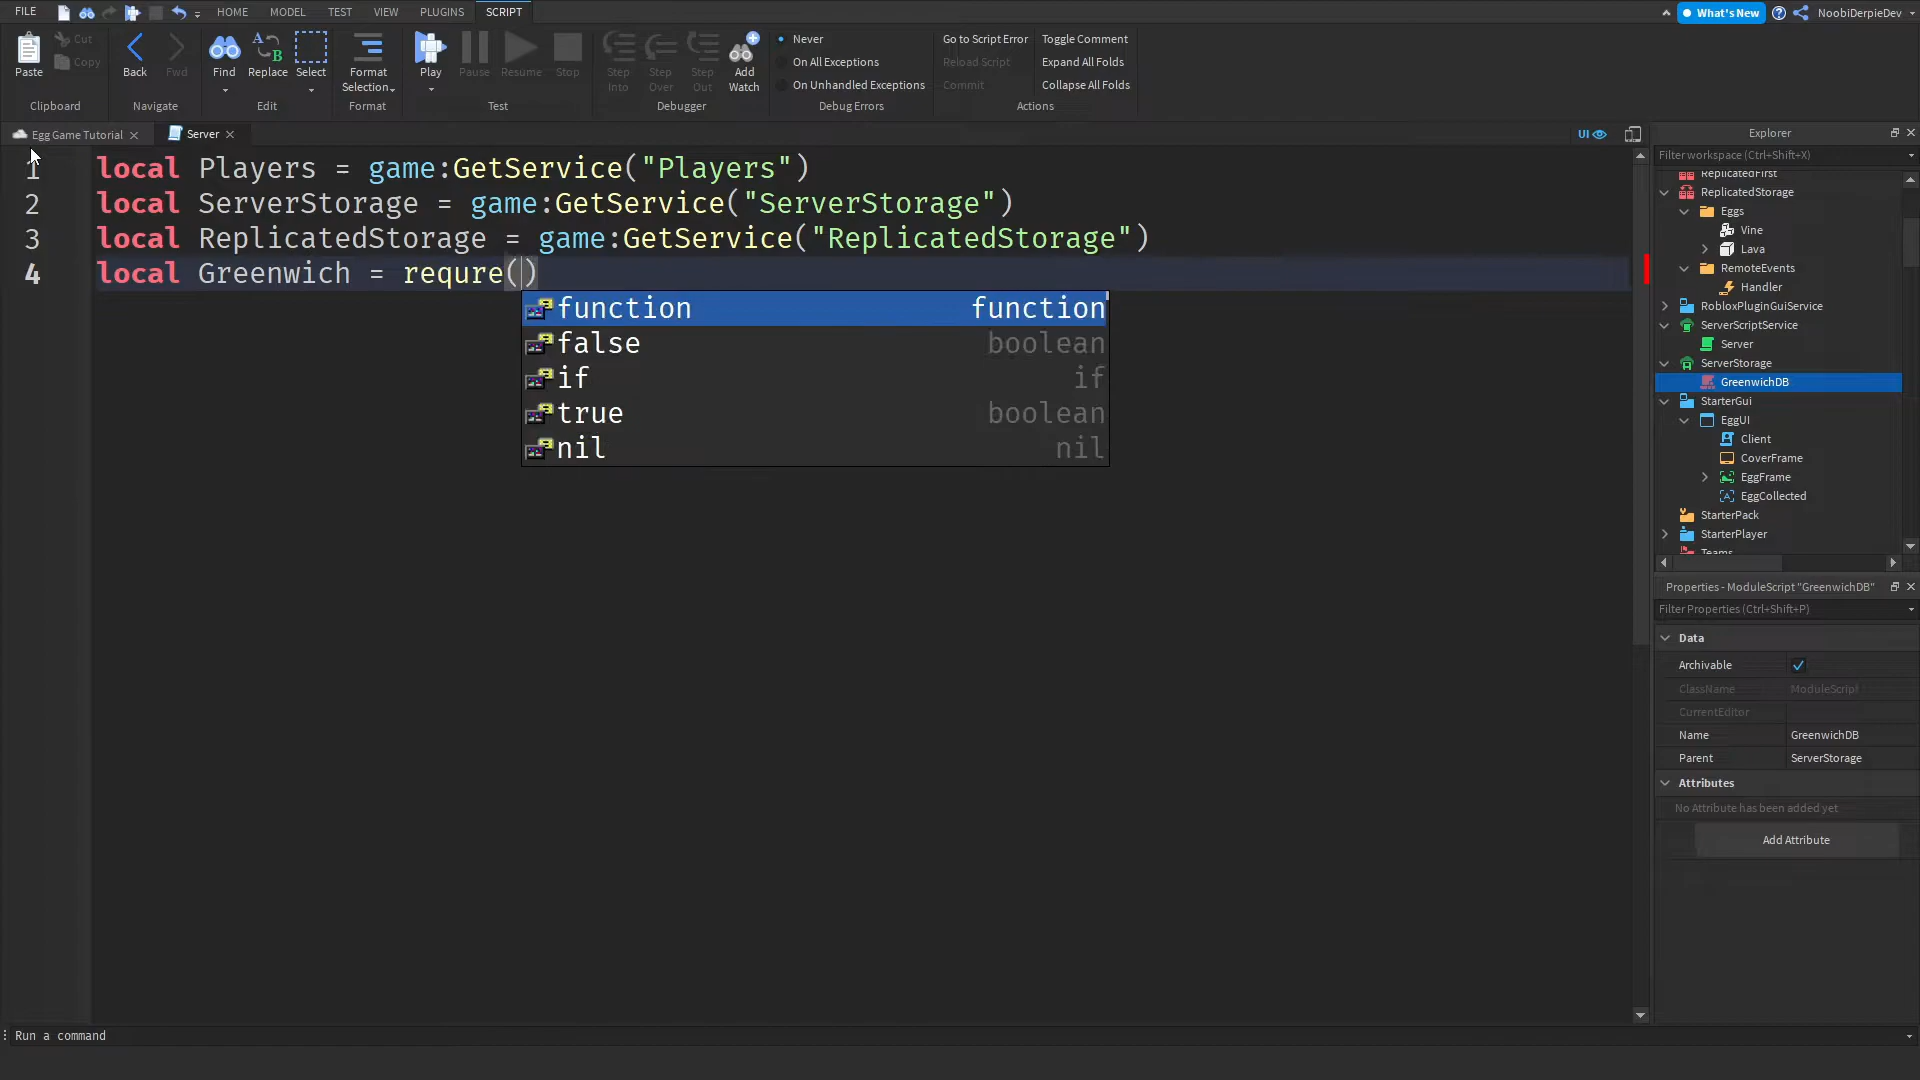 FILE HOME MODEL TEST VIEW PLUGINS SCRIPT What's New NoobiDerpieDev
Paste Cut Copy Back Fwd Find Replace Select Format Selection Play Pause Resume Stop Step Into Step Over Step Out Add Watch
Never
On All Exceptions
On Unhandled Exceptions
Go to Script Error
Reload Script
Commit
Toggle Comment
Expand All Folds
Collapse All Folds
Clipboard Navigate Edit Format Test Debugger Debug Errors Actions
Egg Game Tutorial Server UI
1 local Players = game:GetService("Players")
2 local ServerStorage = game:GetService("ServerStorage")
3 local ReplicatedStorage = game:GetService("ReplicatedStorage")
4 local Greenwich = requre()
function function
false boolean
if if
true boolean
nil nil
Explorer
Filter workspace (Ctrl+Shift+X)
ReplicatedFirst
ReplicatedStorage
Eggs
Vine
Lava
RemoteEvents
Handler
RobloxPluginGuiService
ServerScriptService
Server
ServerStorage
GreenwichDB
StarterGui
EggUI
Client
CoverFrame
EggFrame
EggCollected
StarterPack
StarterPlayer
Teams
Properties - ModuleScript "GreenwichDB"
Filter Properties (Ctrl+Shift+P)
Data
Archivable
ClassName ModuleScript
CurrentEditor
Name GreenwichDB
Parent ServerStorage
Attributes
No Attribute has been added yet
Add Attribute
Run a command